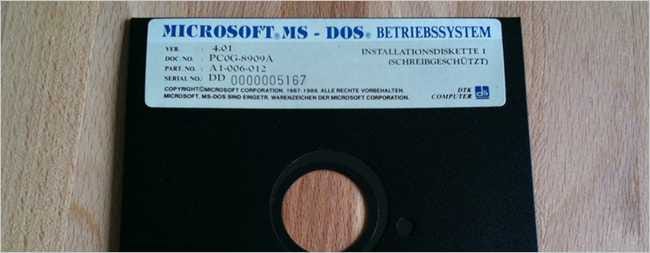 MICROSOFT® MS - DOS® BETRIEBSSYSTEM
VER. : 4.01
DOC. NO. : PC0G-8909A
PART. NO. : A1-006-012
SERIAL NO.: DD 0000005167
INSTALLATIONSDISKETTE 1
(SCHREIBGESCHÜTZT)
COPYRIGHT©MICROSOFT CORPORATION, 1987-1989, ALLE RECHTE VORBEHALTEN.
MICROSOFT, MS-DOS SIND EINGETR. WARENZEICHEN DER MICROSOFT CORPORATION.
DTK
COMPUTER